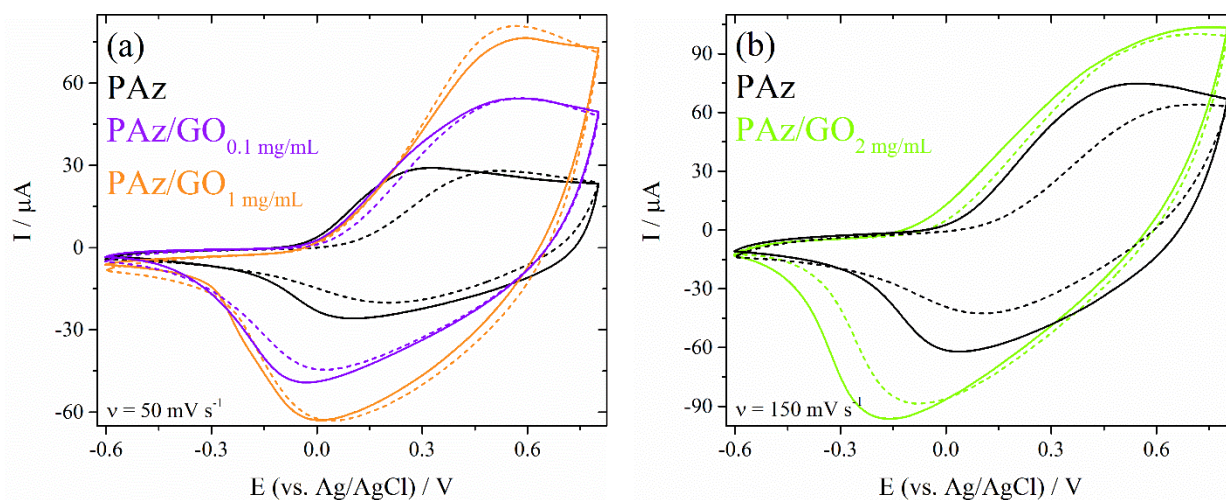 (a)
PAz
PAz/GO0.1 mg/mL
PAz/GO1 mg/mL
ν = 50 mV s-1
60
30
0
-30
-60
I / μA
-0.6 -0.3 0.0 0.3 0.6
E (vs. Ag/AgCl) / V
(b)
PAz
PAz/GO2 mg/mL
ν = 150 mV s-1
90
60
30
0
-30
-60
-90
I / μA
-0.6 -0.3 0.0 0.3 0.6
E (vs. Ag/AgCl) / V